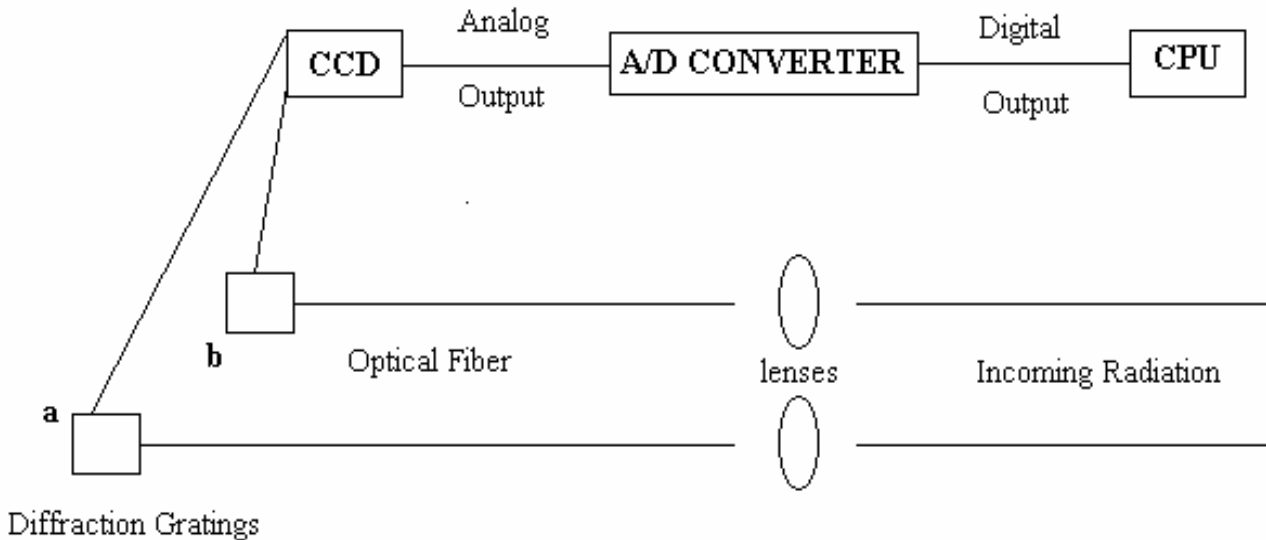 Analog
Digital
CCD
A/D CONVERTER
CPU
Output
Output
b
Optical Fiber
lenses
Incoming Radiation
a
Diffraction Gratings